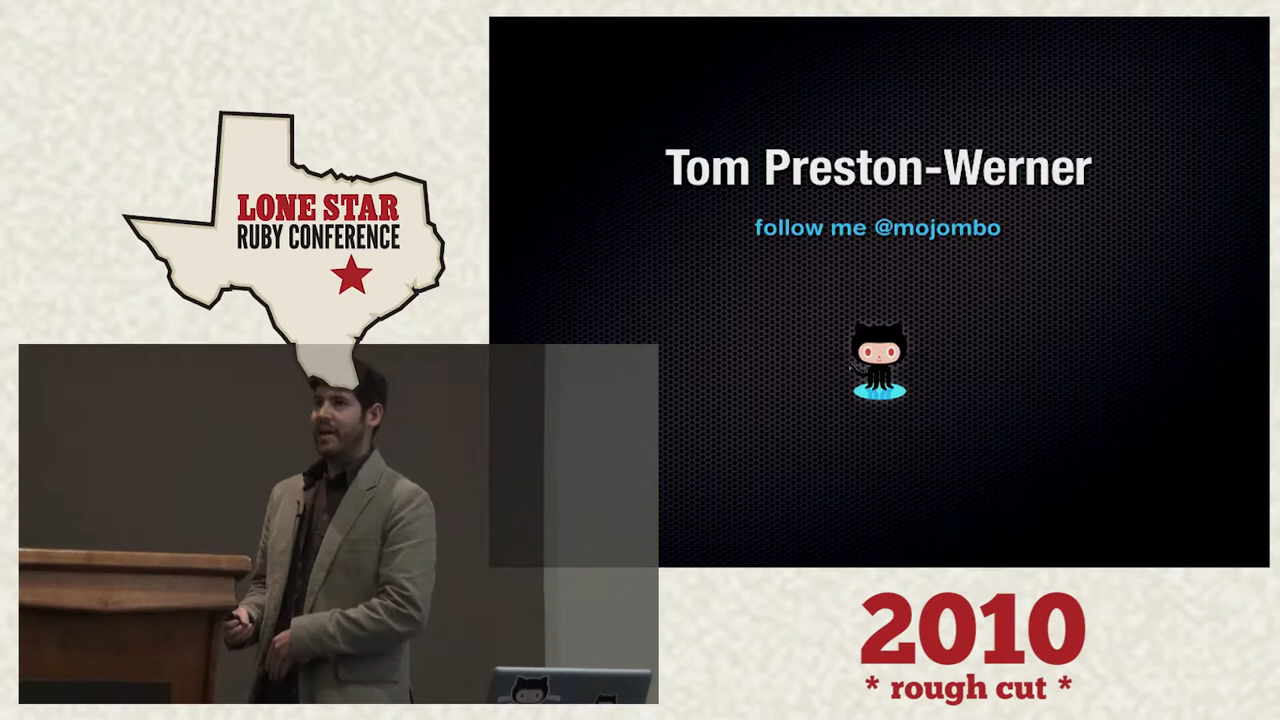 LONE STAR
RUBY CONFERENCE
Tom Preston-Werner
follow me @mojombo
2010
* rough cut *